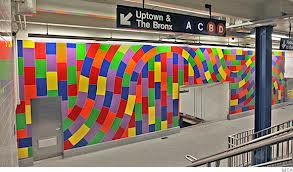 Uptown &
The Bronx
A C B D
MTA